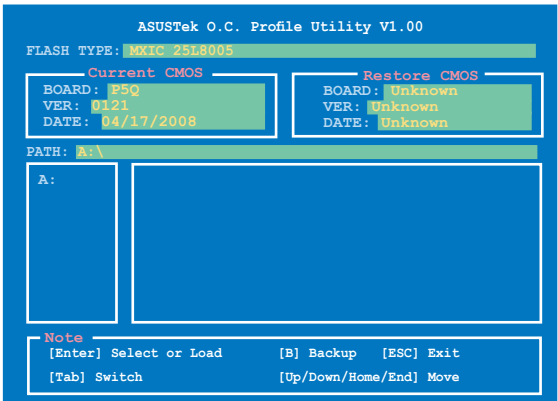 ASUSTek O.C. Profile Utility V1.00
FLASH TYPE: MXIC 25L8005
Current CMOS
BOARD: P5Q
VER: 0121
DATE: 04/17/2008
Restore CMOS
BOARD: Unknown
VER: Unknown
DATE: Unknown
PATH: A:\
A:
Note
[Enter] Select or Load [B] Backup [ESC] Exit
[Tab] Switch [Up/Down/Home/End] Move